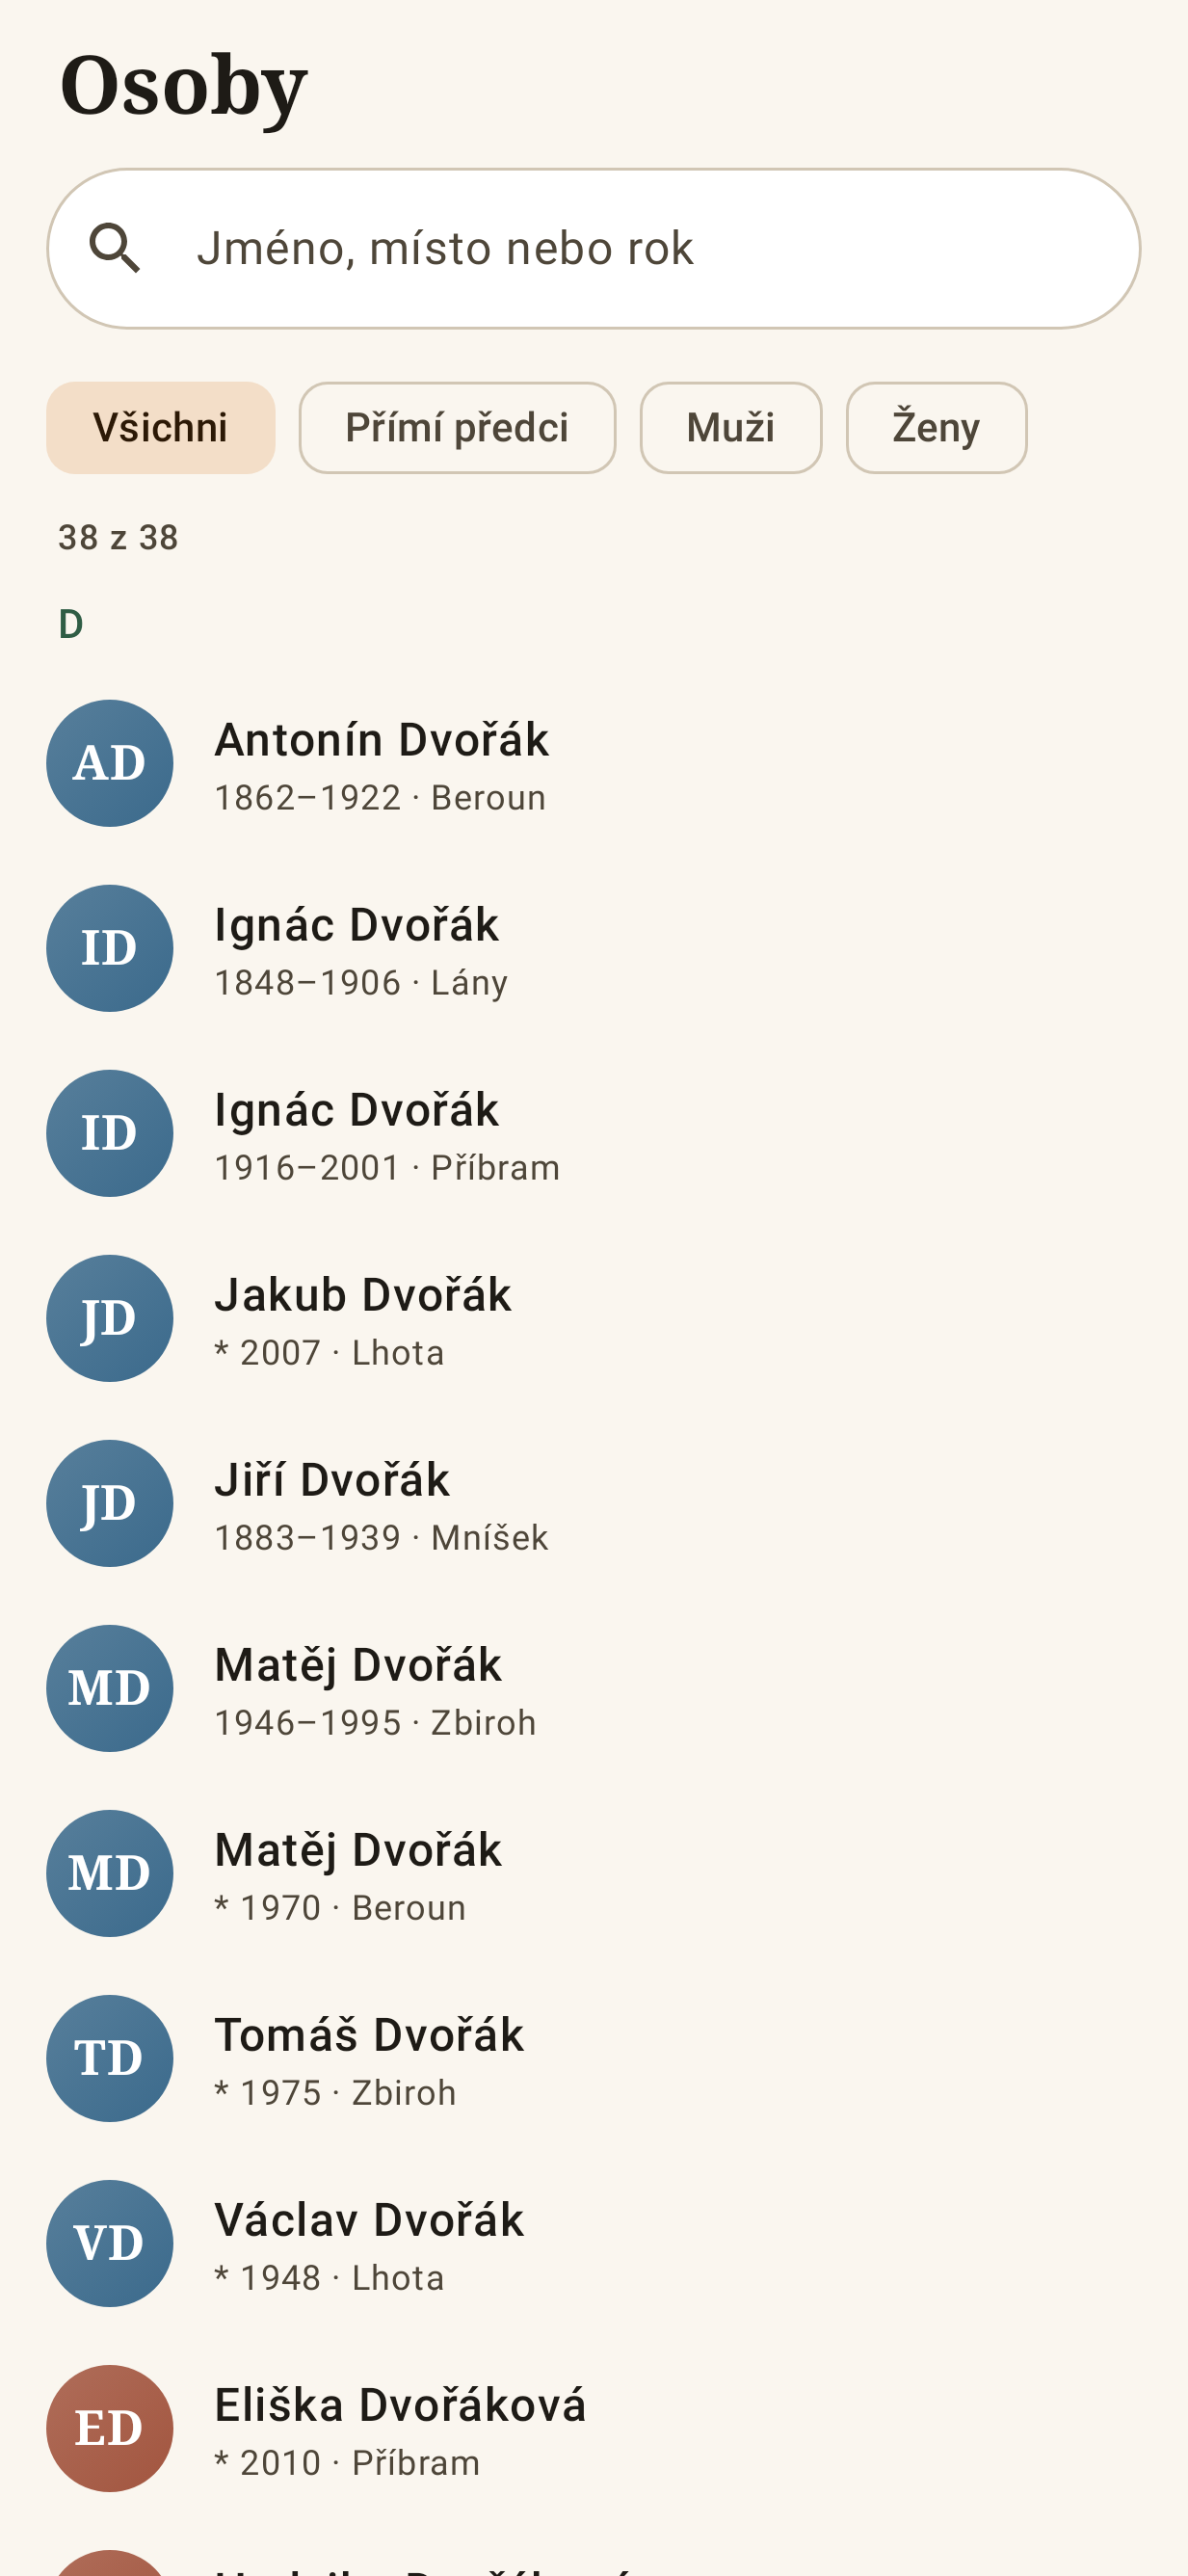 Osoby
Jméno, místo nebo rok
Všichni
Přímí předci
Muži
Ženy
38 z 38
D
AD
Antonín Dvořák
1862–1922 · Beroun
ID
Ignác Dvořák
1848–1906 · Lány
ID
Ignác Dvořák
1916–2001 · Příbram
JD
Jakub Dvořák
* 2007 · Lhota
JD
Jiří Dvořák
1883–1939 · Mníšek
MD
Matěj Dvořák
1946–1995 · Zbiroh
MD
Matěj Dvořák
* 1970 · Beroun
TD
Tomáš Dvořák
* 1975 · Zbiroh
VD
Václav Dvořák
* 1948 · Lhota
ED
Eliška Dvořáková
* 2010 · Příbram